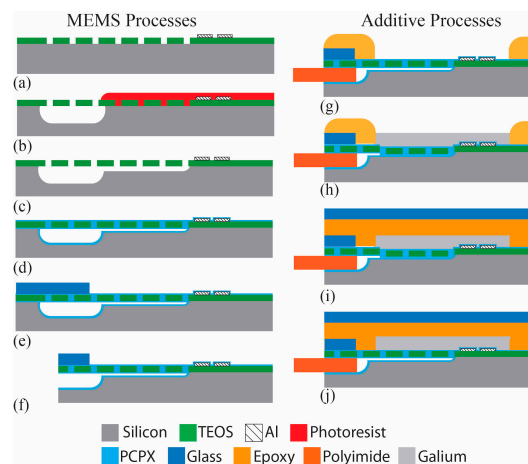 MEMS Processes
Additive Processes
(a)
(b)
(c)
(d)
(e)
(f)
(g)
(h)
(i)
(j)
Silicon TEOS Al Photoresist
PCPX Glass Epoxy Polyimide Galium